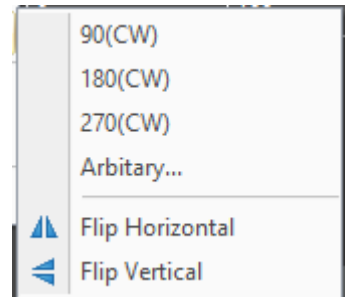 90(CW)
180(CW)
270(CW)
Arbitary...
Flip Horizontal
Flip Vertical